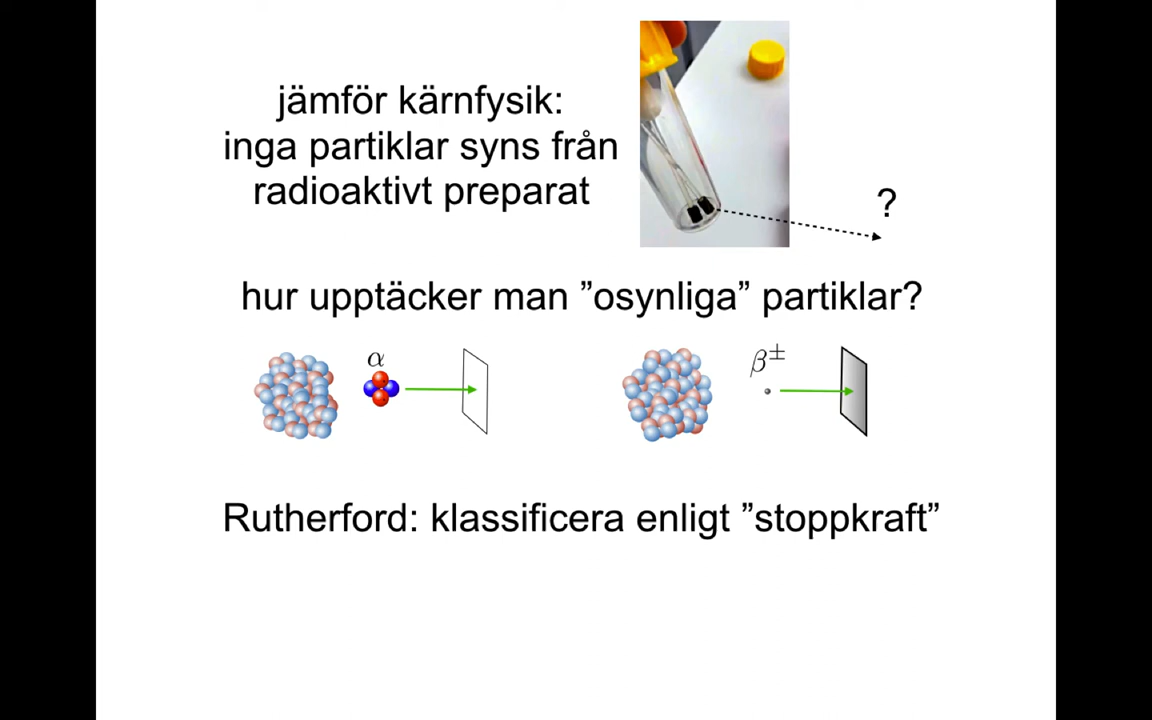 jämför kärnfysik:
inga partiklar syns från
radioaktivt preparat
?
hur upptäcker man ”osynliga” partiklar?
α
β±
Rutherford: klassificera enligt ”stoppkraft”